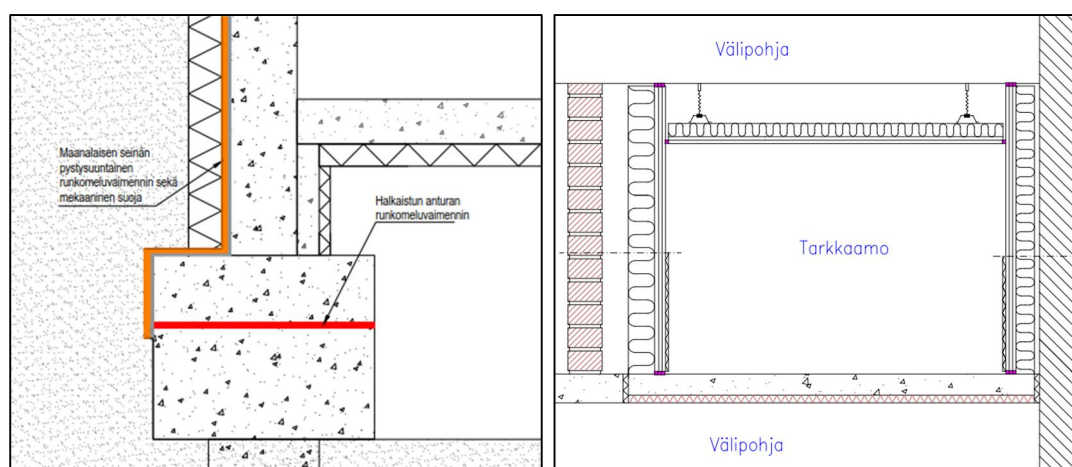 Maanalaisen seinän
pystysuuntainen
runkomeluvaimennin sekä
mekaaninen suoja
Halkaistun anturan
runkomeluvaimennin
Välipohja
Tarkkaamo
Välipohja